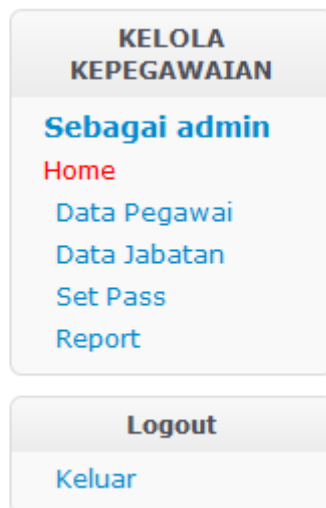 KELOLA
KEPEGAWAIAN
Sebagai admin
Home
Data Pegawai
Data Jabatan
Set Pass
Report
Logout
Keluar